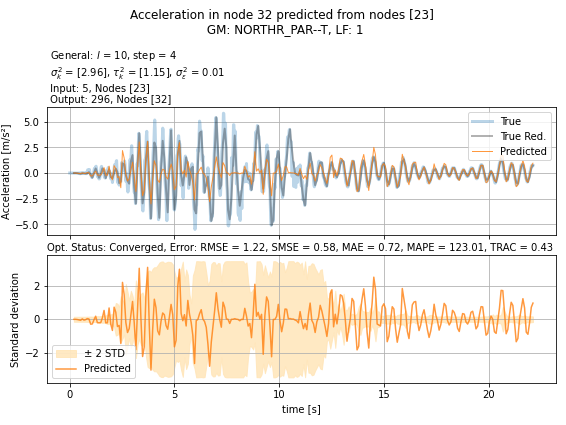 Acceleration in node 32 predicted from nodes [23]
GM: NORTHR_PAR--T, LF: 1
General: l = 10, step = 4
σ²ₖ = [2.96], τ²ₖ = [1.15], σ²ε = 0.01
Input: 5, Nodes [23]
Output: 296, Nodes [32]
Acceleration [m/s²]
5.0
2.5
0.0
−2.5
−5.0
True
True Red.
Predicted
Opt. Status: Converged, Error: RMSE = 1.22, SMSE = 0.58, MAE = 0.72, MAPE = 123.01, TRAC = 0.43
Standard deviation
2
0
−2
± 2 STD
Predicted
0
5
10
15
20
time [s]